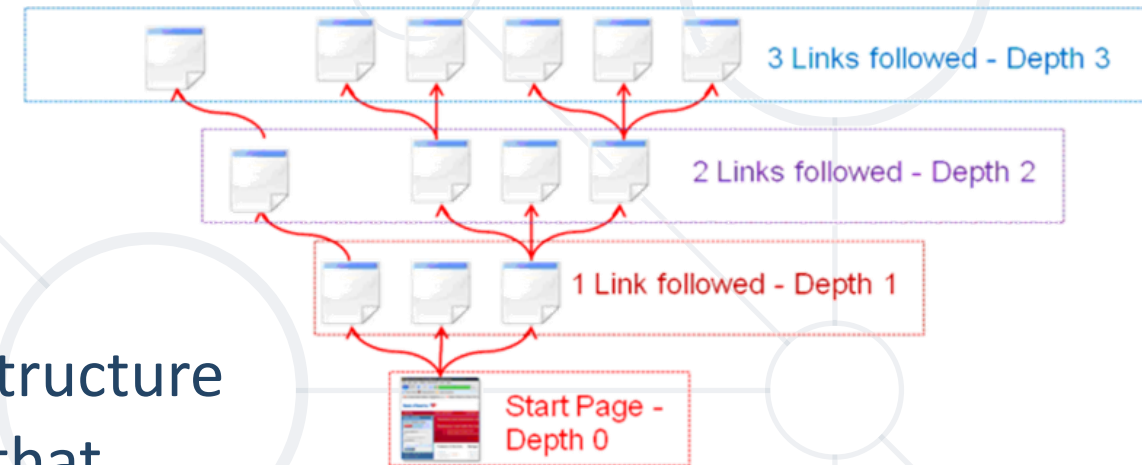 3 Links followed - Depth 3
2 Links followed - Depth 2
1 Link followed - Depth 1
Start Page -
Depth 0
tructure
that